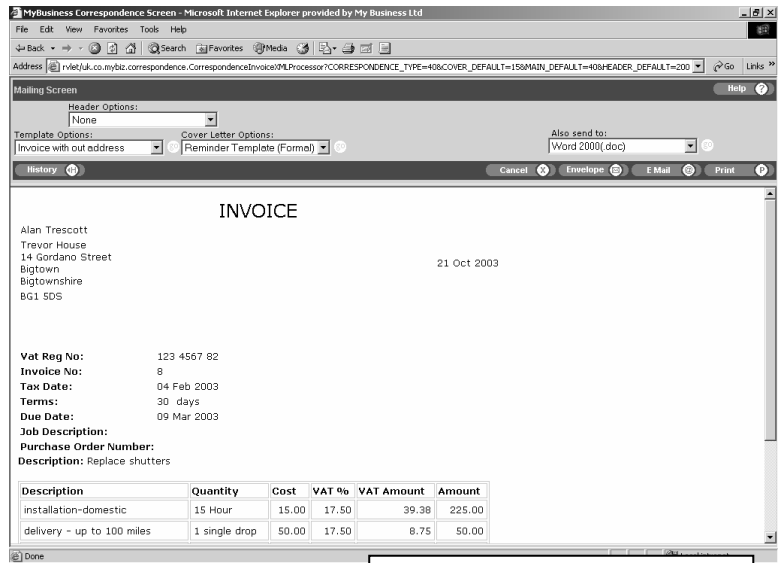 MyBusiness Correspondence Screen - Microsoft Internet Explorer provided by My Business Ltd
File Edit View Favorites Tools Help
Back Search Favorites Media
Address rvlet/uk.co.mybiz.correspondence.CorrespondenceInvoiceXMLProcessor?CORRESPONDENCE_TYPE=40&COVER_DEFAULT=15&MAIN_DEFAULT=40&HEADER_DEFAULT=200 Go Links »
Mailing Screen Help ?
Header Options:
None
Template Options: Cover Letter Options: Also send to:
Invoice with out address Reminder Template (Formal) Word 2000(.doc)
History (H) Cancel X Envelope E Mail @ Print P
INVOICE
Alan Trescott
Trevor House
14 Gordano Street
21 Oct 2003
Bigtown
Bigtownshire
BG1 5DS
Vat Reg No: 123 4567 82
Invoice No: 8
Tax Date: 04 Feb 2003
Terms: 30 days
Due Date: 09 Mar 2003
Job Description:
Purchase Order Number:
Description: Replace shutters
Description Quantity Cost VAT % VAT Amount Amount
installation-domestic 15 Hour 15.00 17.50 39.38 225.00
delivery - up to 100 miles 1 single drop 50.00 17.50 8.75 50.00
Done